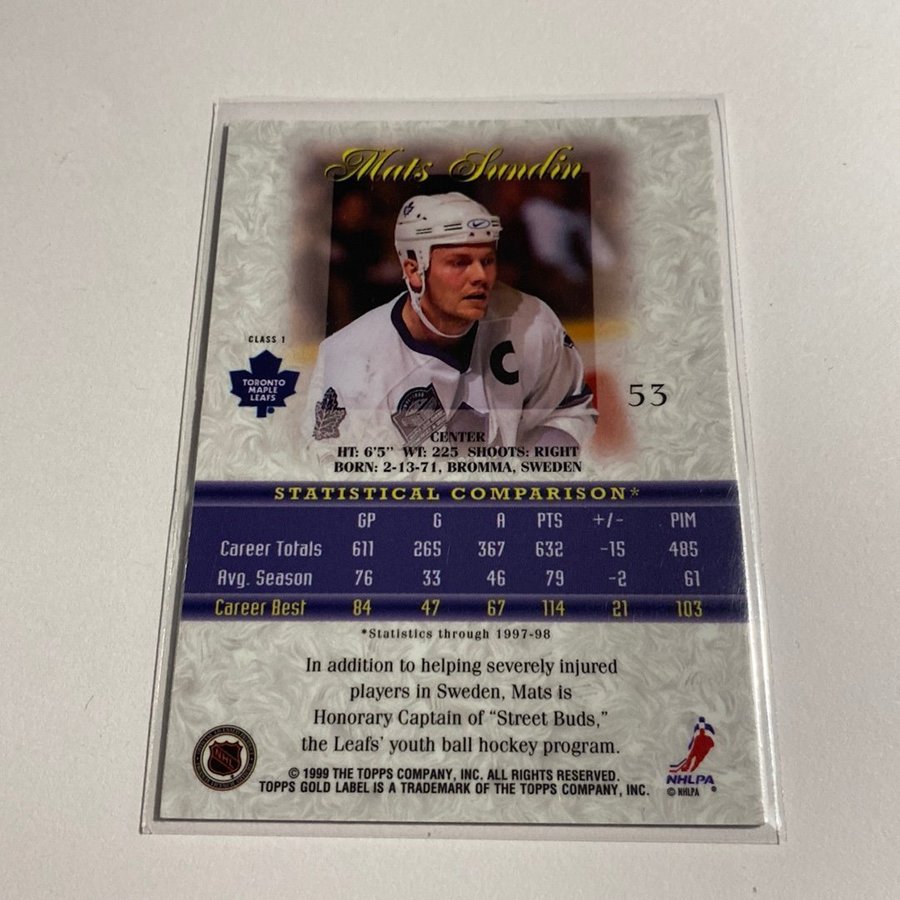 Mats Sundin
C
CLASS 1
TORONTO
MAPLE
LEAFS
53
CENTER
HT: 6'5" WT: 225 SHOOTS: RIGHT
BORN: 2-13-71, BROMMA, SWEDEN
STATISTICAL COMPARISON*
GP G A PTS +/- PIM
Career Totals 611 265 367 632 -15 485
Avg. Season 76 33 46 79 -2 61
Career Best 84 47 67 114 21 103
*Statistics through 1997-98
In addition to helping severely injured
players in Sweden, Mats is
Honorary Captain of "Street Buds,"
the Leafs' youth ball hockey program.
NHL
© 1999 THE TOPPS COMPANY, INC. ALL RIGHTS RESERVED.
TOPPS GOLD LABEL IS A TRADEMARK OF THE TOPPS COMPANY, INC.
NHLPA
© NHLPA